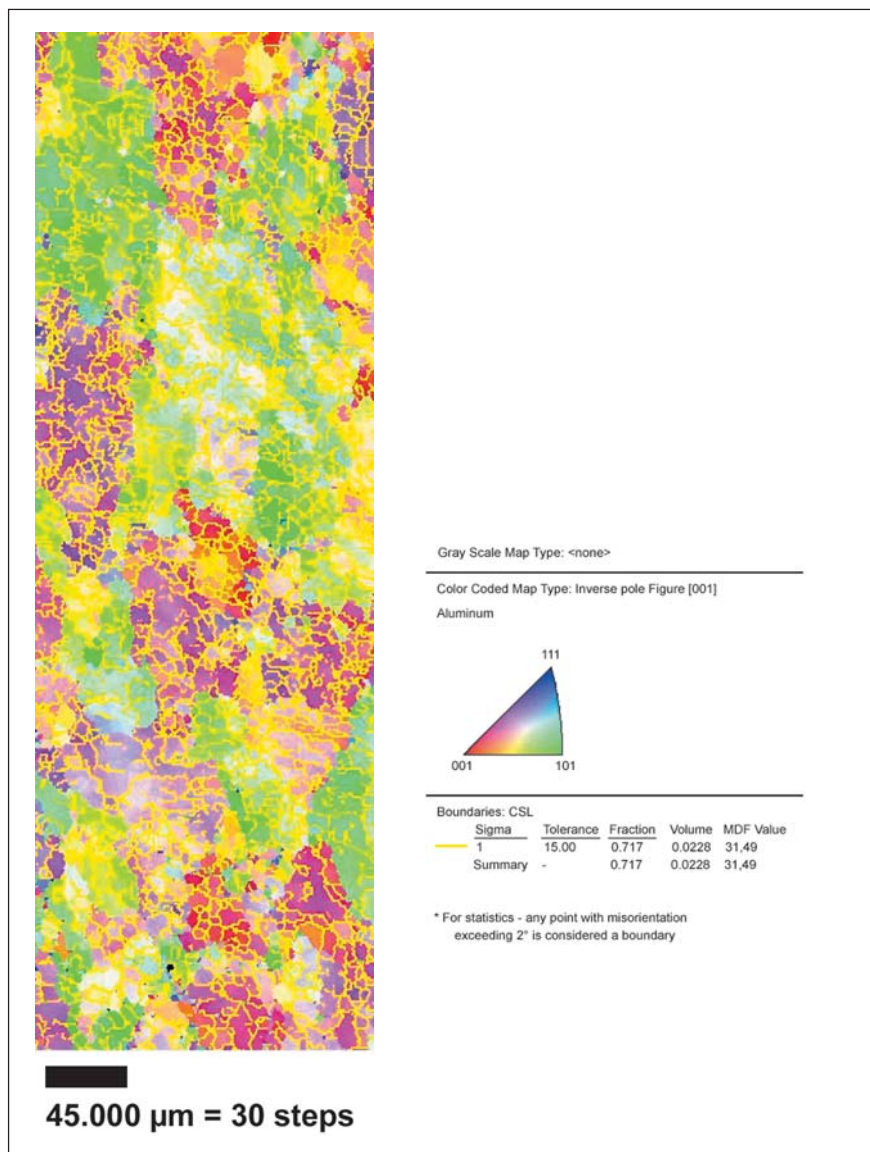 Gray Scale Map Type: <none>
Color Coded Map Type: Inverse pole Figure [001]
Aluminum
111
001 101
Boundaries: CSL
Sigma Tolerance Fraction Volume MDF Value
1 15.00 0.717 0.0228 31,49
Summary - 0.717 0.0228 31,49
* For statistics - any point with misorientation
exceeding 2° is considered a boundary
45.000 µm = 30 steps